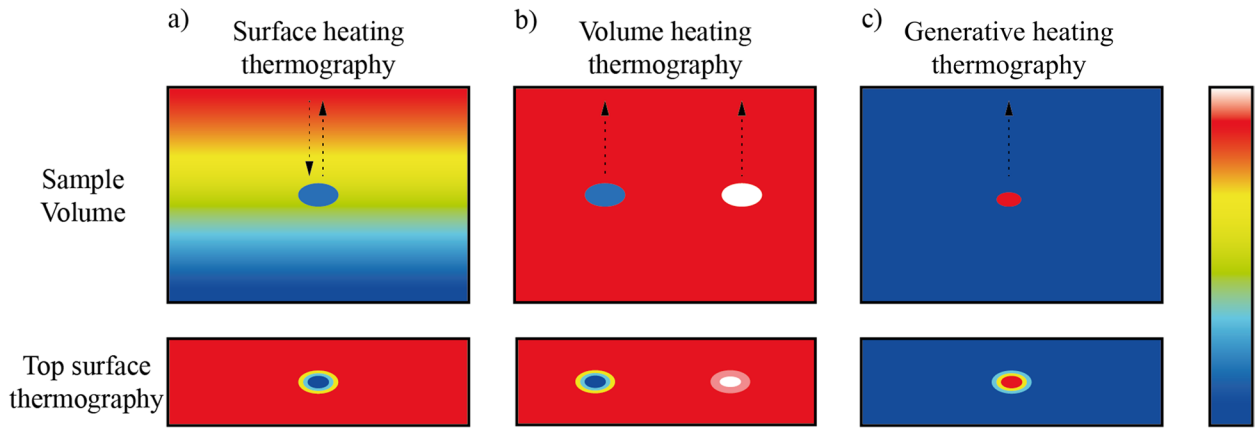 a)
Surface heating
thermography
b)
Volume heating
thermography
c)
Generative heating
thermography
Sample
Volume
Top surface
thermography